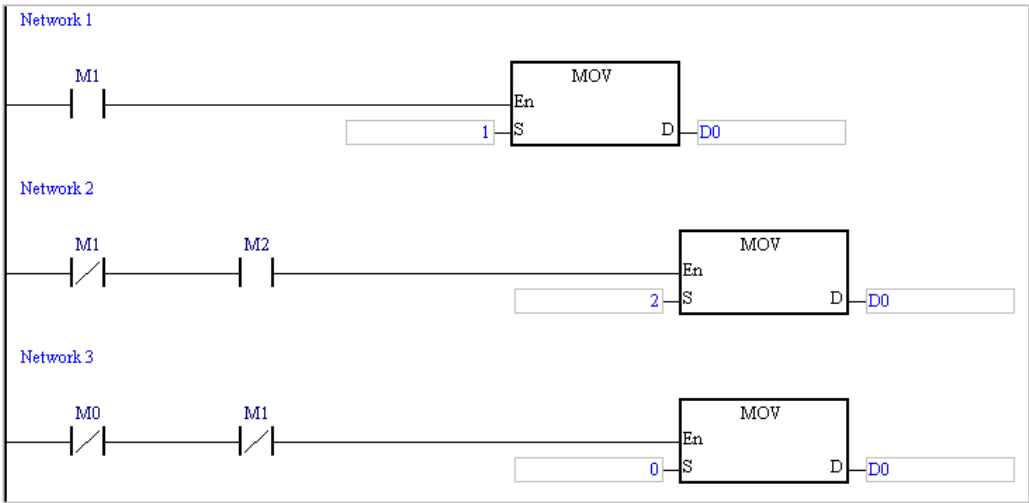 Network 1
M1
MOV
En
1 S D D0
Network 2
M1 M2
MOV
En
2 S D D0
Network 3
M0 M1
MOV
En
0 S D D0